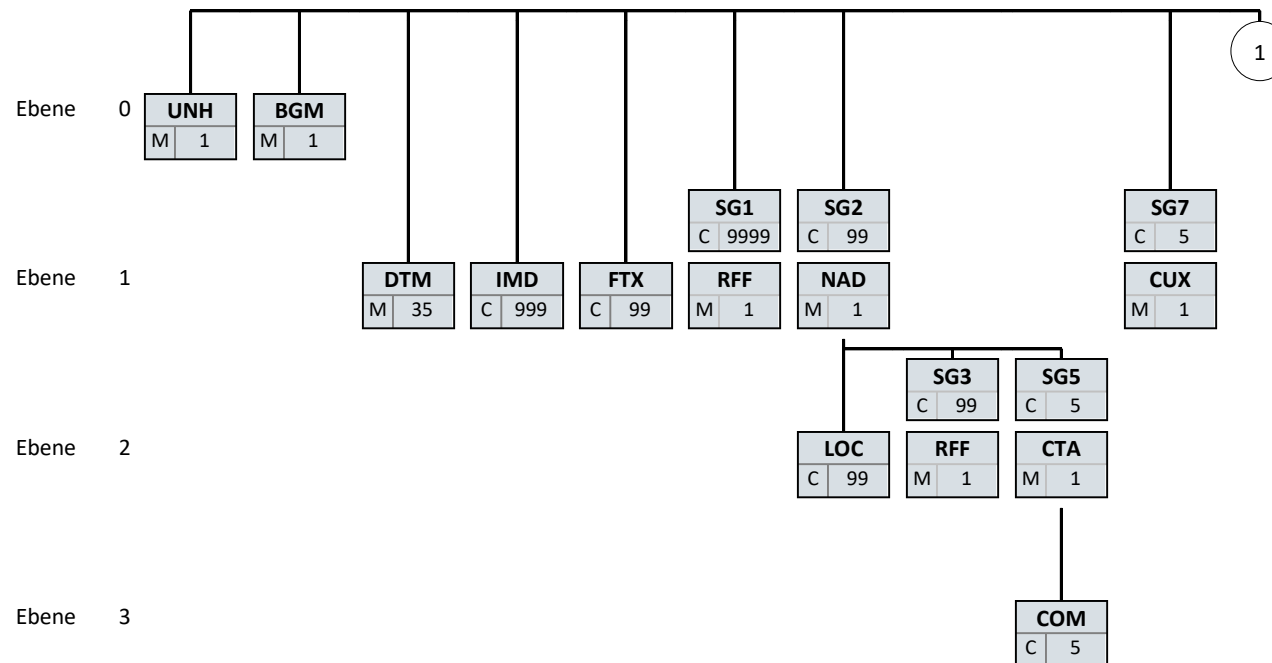 1
Ebene 0 UNH BGM
M 1 M 1
SG1 SG2 SG7
C 9999 C 99 C 5
Ebene 1 DTM IMD FTX RFF NAD CUX
M 35 C 999 C 99 M 1 M 1 M 1
SG3 SG5
C 99 C 5
Ebene 2 LOC RFF CTA
C 99 M 1 M 1
Ebene 3 COM
C 5